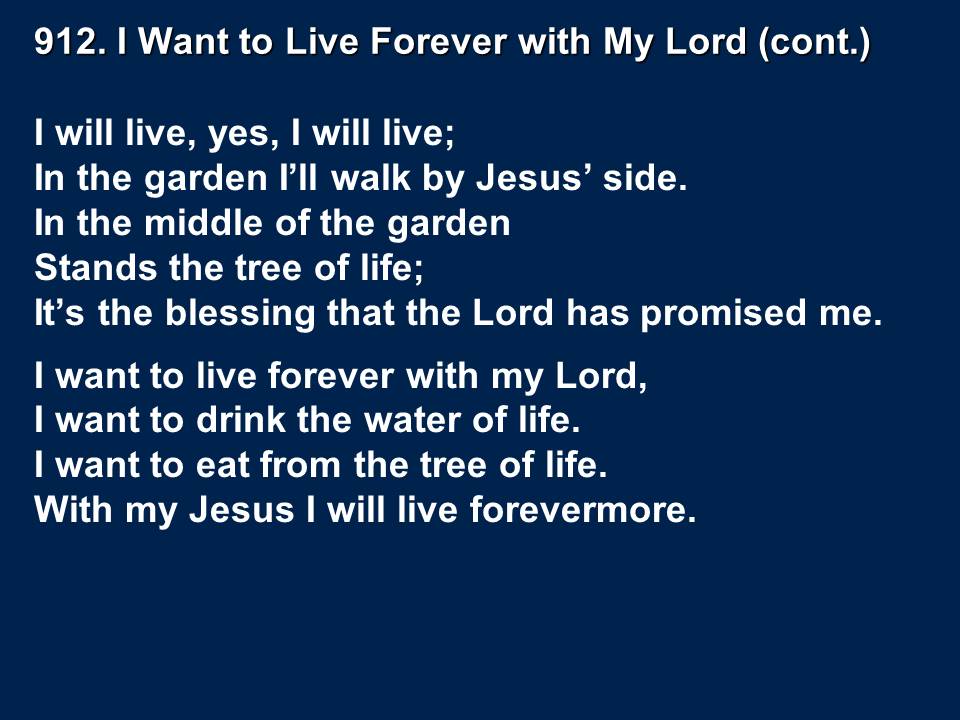 912. I Want to Live Forever with My Lord (cont.)
I will live, yes, I will live;
In the garden I’ll walk by Jesus’ side.
In the middle of the garden
Stands the tree of life;
It’s the blessing that the Lord has promised me.
I want to live forever with my Lord,
I want to drink the water of life.
I want to eat from the tree of life.
With my Jesus I will live forevermore.